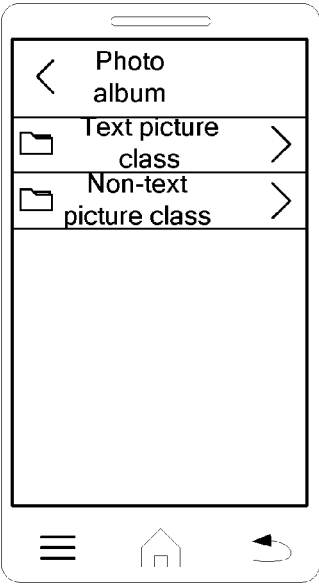 Photo
album
Text picture
class
Non-text
picture class